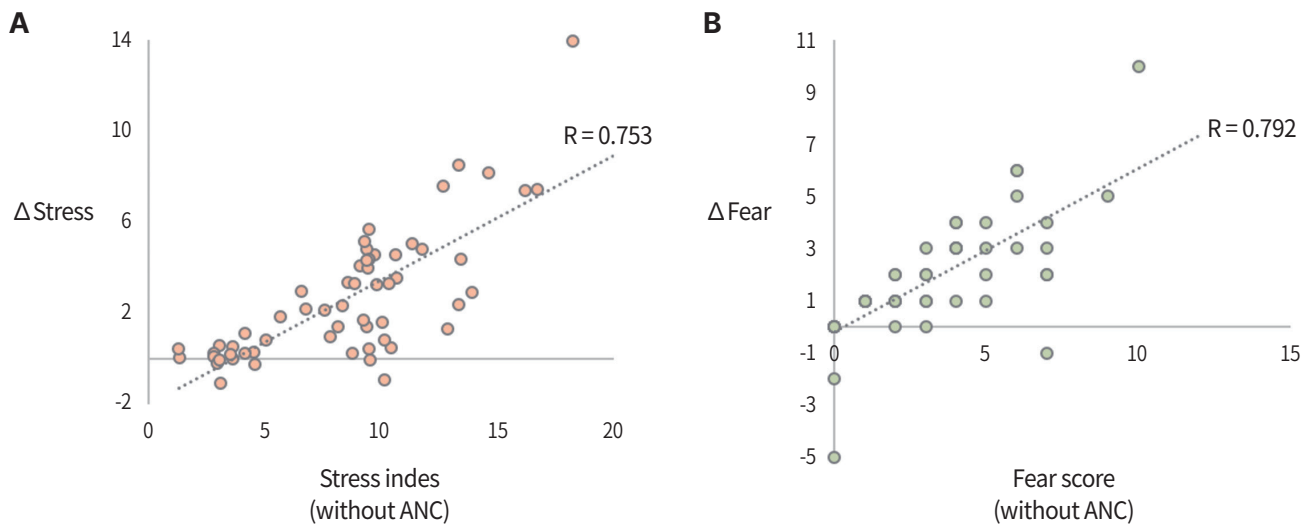 A
14
10
6
2
-2
Δ Stress
R = 0.753
0 5 10 15 20
Stress indes
(without ANC)
B
11
9
7
5
3
1
-1
-3
-5
Δ Fear
R = 0.792
0 5 10 15
Fear score
(without ANC)